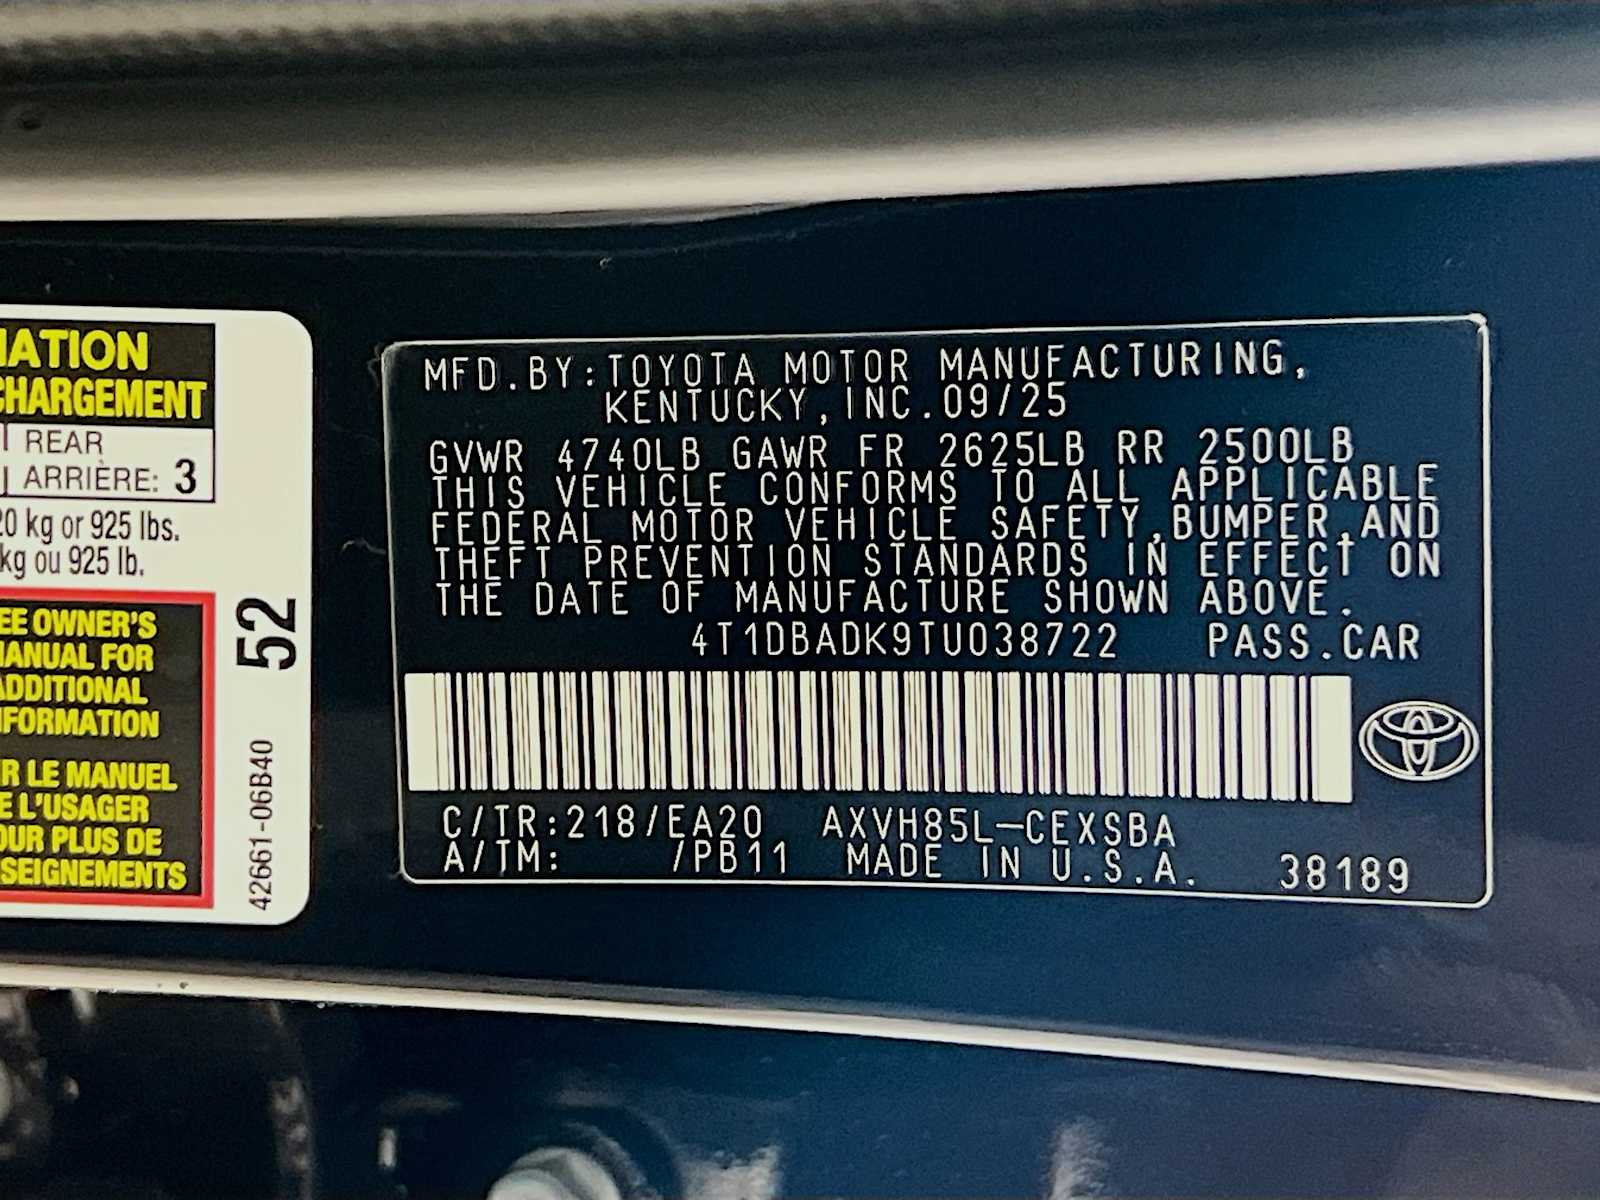 IATION
CHARGEMENT
REAR
ARRIÈRE: 3
20 kg or 925 lbs.
kg ou 925 lb.
EE OWNER'S
MANUAL FOR
ADDITIONAL
NFORMATION
R LE MANUEL
E L'USAGER
OUR PLUS DE
SEIGNEMENTS
52
42661-06B40
MFD.BY:TOYOTA MOTOR MANUFACTURING,
KENTUCKY,INC.09/25
GVWR 4740LB GAWR FR 2625LB RR 2500LB
THIS VEHICLE CONFORMS TO ALL APPLICABLE
FEDERAL MOTOR VEHICLE SAFETY,BUMPER,AND
THEFT PREVENTION STANDARDS IN EFFECT ON
THE DATE OF MANUFACTURE SHOWN ABOVE.
4T1DBADK9TU038722 PASS.CAR
C/TR:218/EA20 AXVH85L-CEXSBA
A/TM: /PB11 MADE IN U.S.A. 38189